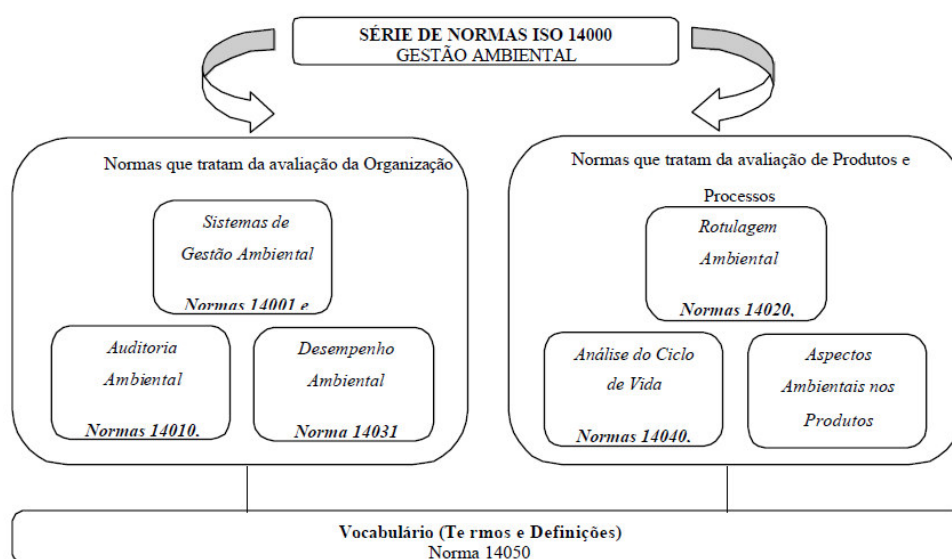 SÉRIE DE NORMAS ISO 14000
GESTÃO AMBIENTAL
Normas que tratam da avaliação da Organização
Sistemas de
Gestão Ambiental
Normas 14001 e
Auditoria
Ambiental
Normas 14010.
Desempenho
Ambiental
Norma 14031
Normas que tratam da avaliação de Produtos e
Processos
Rotulagem
Ambiental
Normas 14020.
Análise do Ciclo
de Vida
Normas 14040.
Aspectos
Ambientais nos
Produtos
Vocabulário (Te rmos e Definições)
Norma 14050